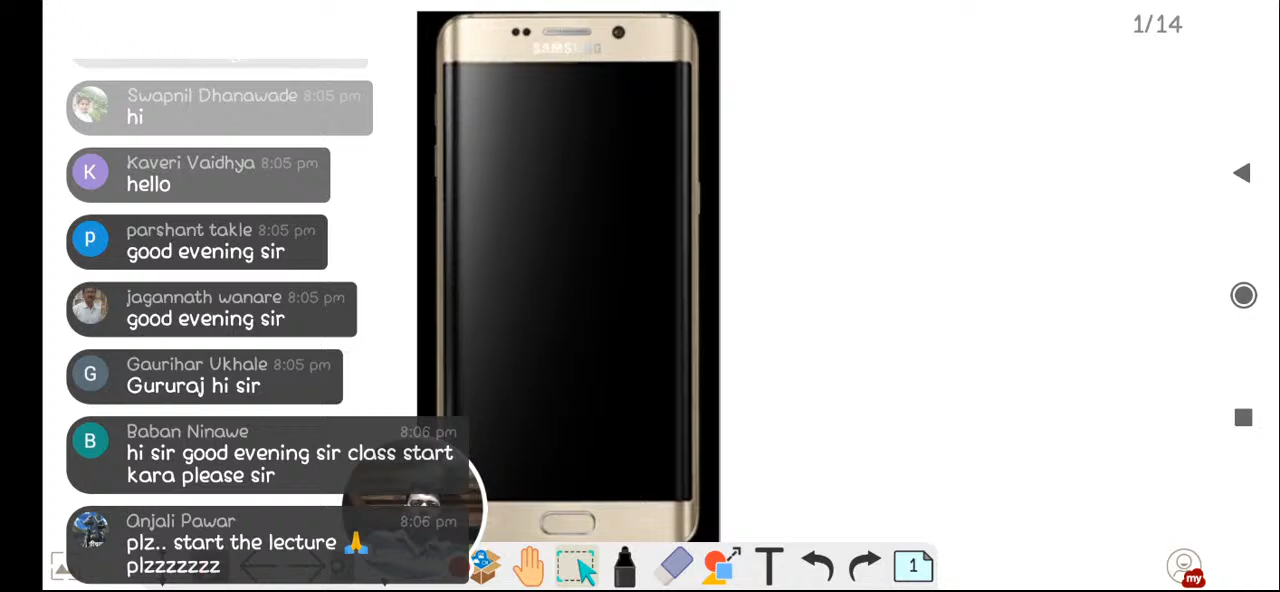 1/14
SAMSUNG
Swapnil Dhanawade 8:05 pm
hi
K
Kaveri Vaidhya 8:05 pm
hello
p
parshant takle 8:05 pm
good evening sir
jagannath wanare 8:05 pm
good evening sir
G
Gaurihar Ukhale 8:05 pm
Gururaj hi sir
B
Baban Ninawe 8:06 pm
hi sir good evening sir class start
kara please sir
Anjali Pawar 8:06 pm
plz.. start the lecture 🙏
plzzzzzzz
T
1
my